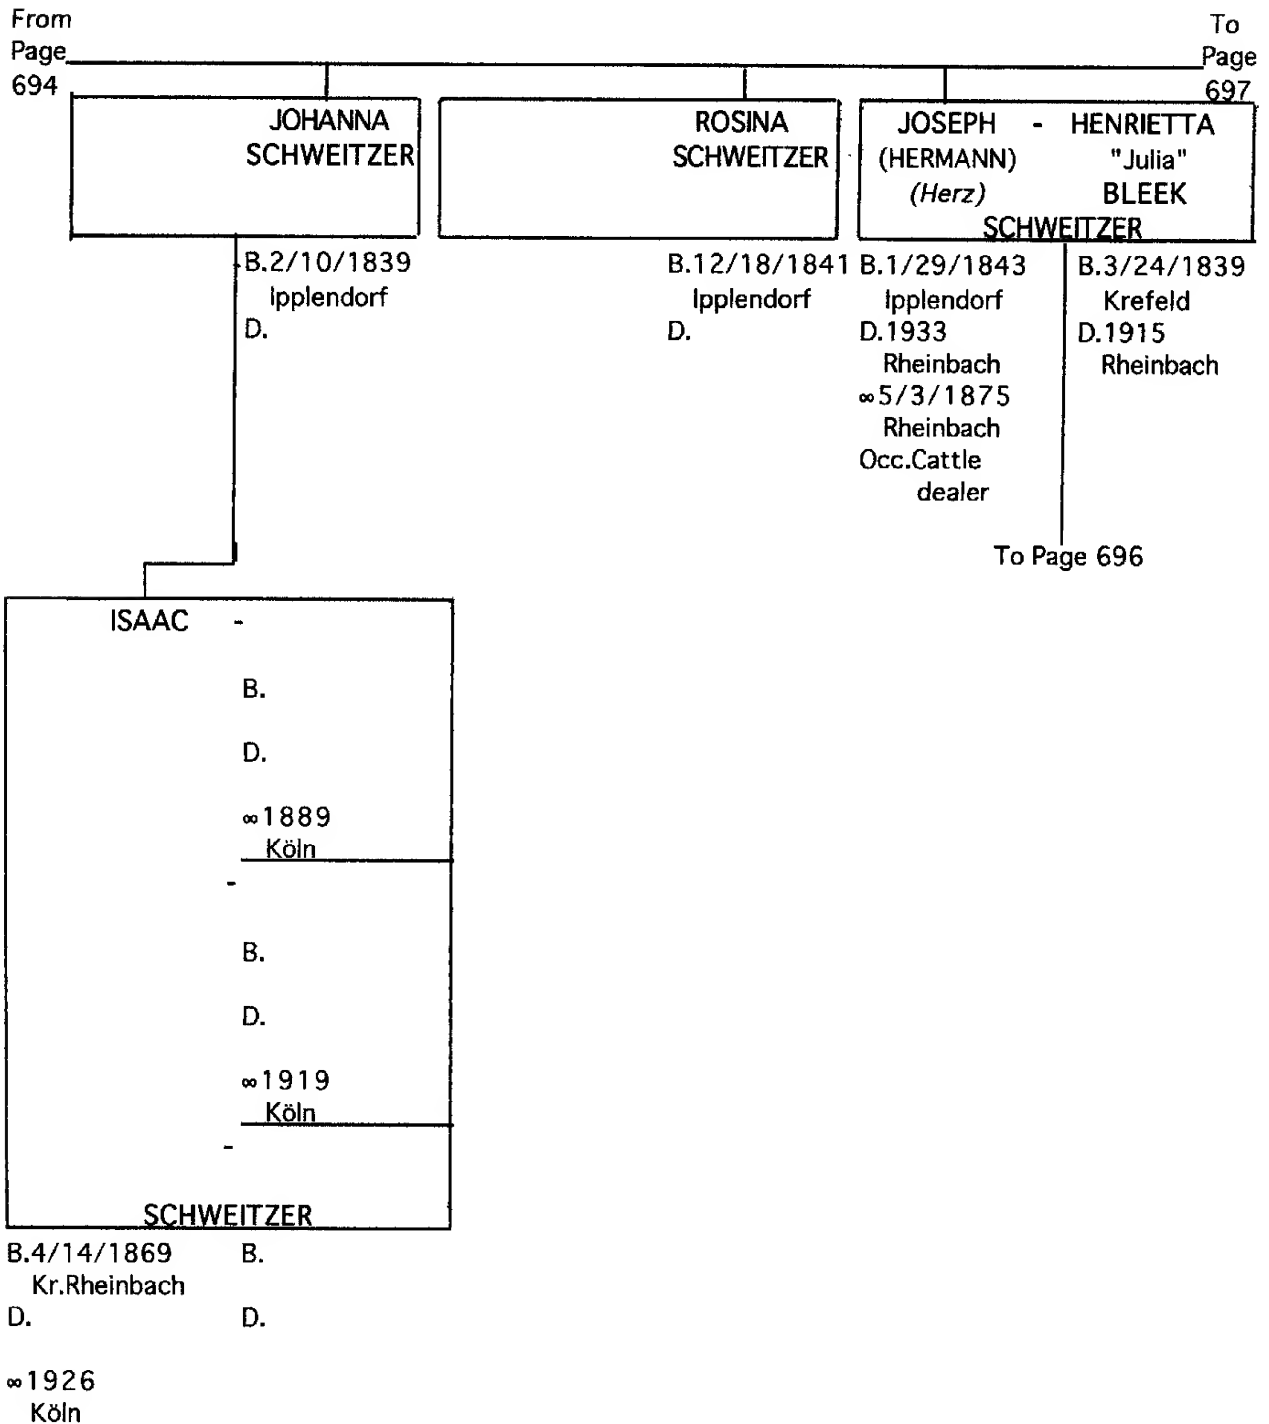 From
Page
694
To
Page
697
JOHANNA
SCHWEITZER
ROSINA
SCHWEITZER
JOSEPH - HENRIETTA
(HERMANN) "Julia"
(Herz) BLEEK
SCHWEITZER
B.2/10/1839
Ipplendorf
D.
B.12/18/1841
Ipplendorf
D.
B.1/29/1843
Ipplendorf
D.1933
Rheinbach
∞5/3/1875
Rheinbach
Occ.Cattle
dealer
B.3/24/1839
Krefeld
D.1915
Rheinbach
To Page 696
ISAAC -
B.
D.
∞1889
Köln
-
B.
D.
∞1919
Köln
-
SCHWEITZER
B.4/14/1869 B.
Kr.Rheinbach
D. D.
∞1926
Köln